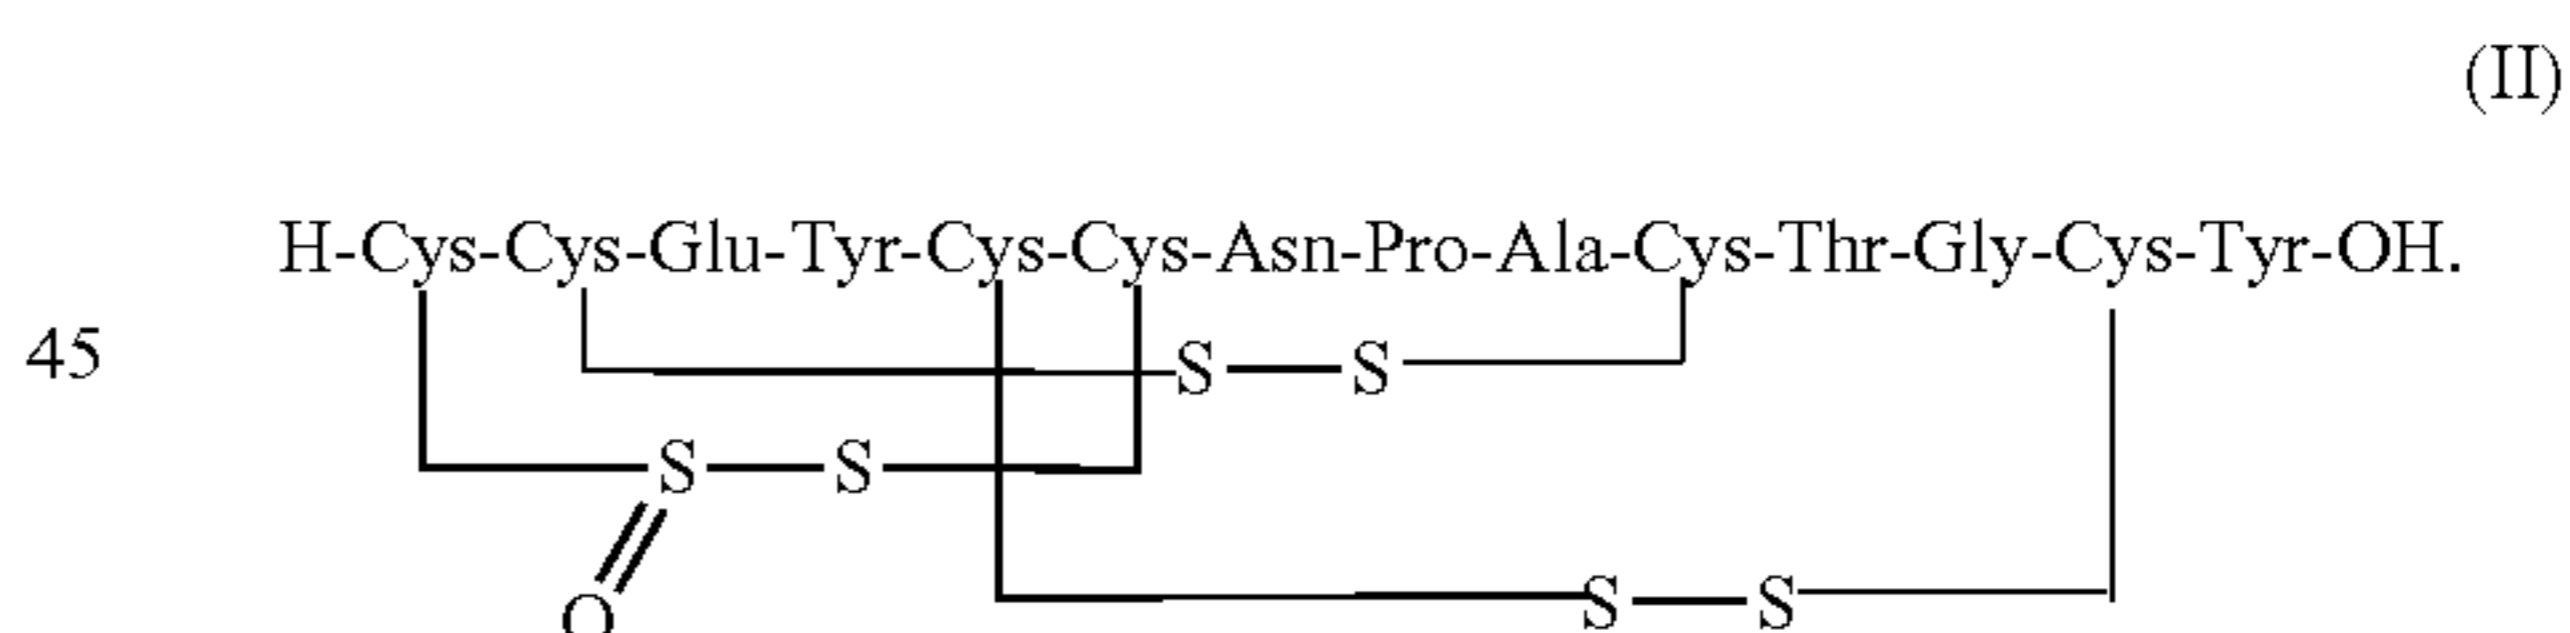 (II)
H-Cys-Cys-Glu-Tyr-Cys-Cys-Asn-Pro-Ala-Cys-Thr-Gly-Cys-Tyr-OH.
45
S S
S S
O
S S